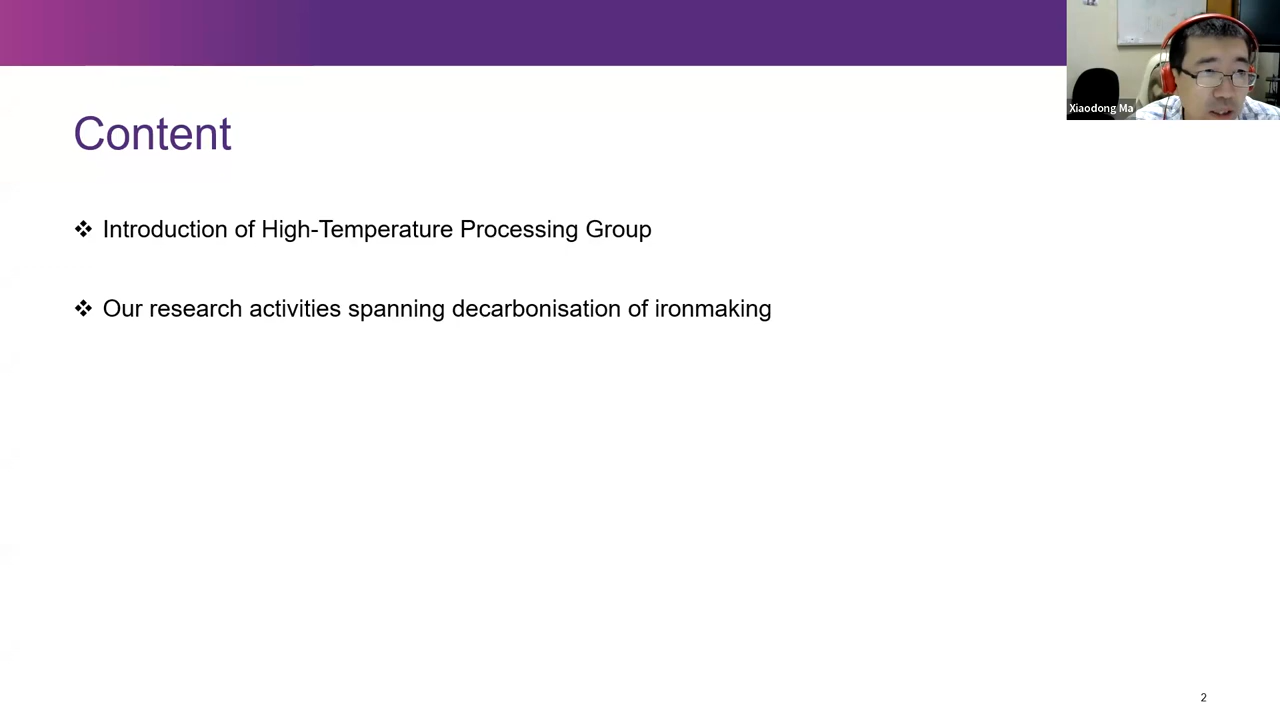 Xiaodong Ma
Content
❖ Introduction of High-Temperature Processing Group
❖ Our research activities spanning decarbonisation of ironmaking
2